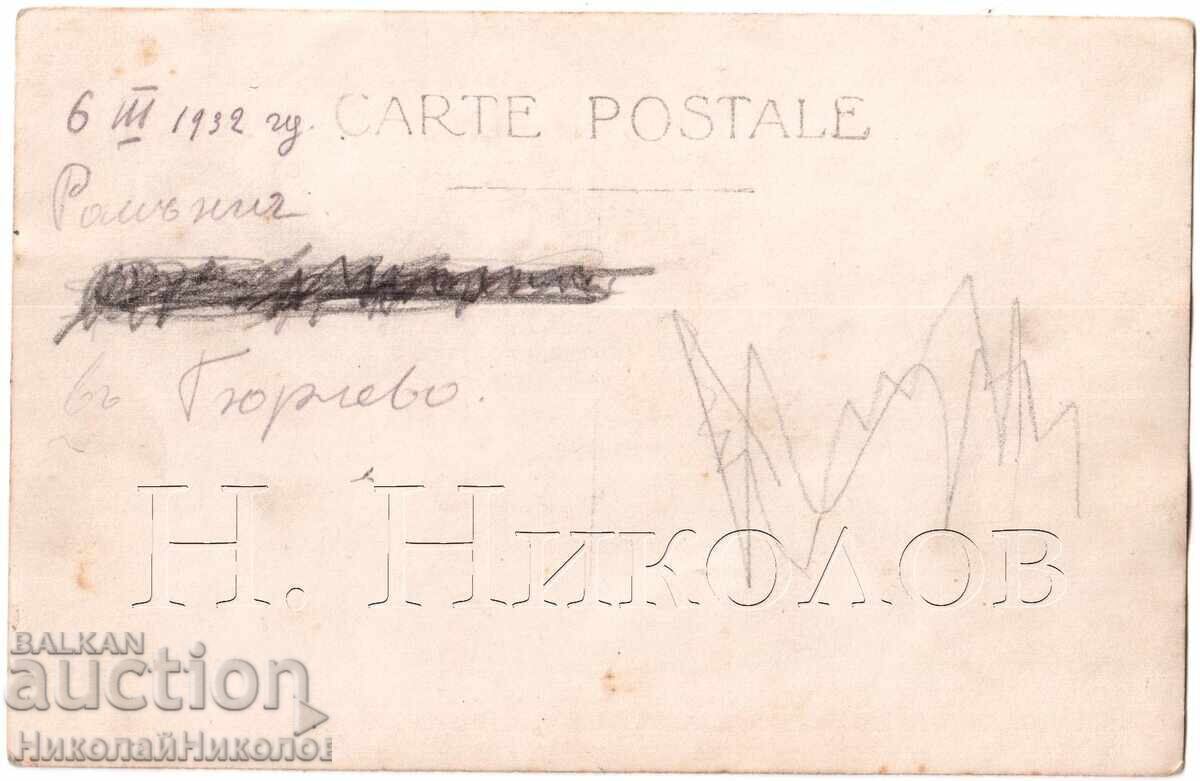 6 III 1932 гд.
CARTE POSTALE
Ромъния
въ Гюргево.
Н. Николов
BALKAN
auction
НиколайНиколов